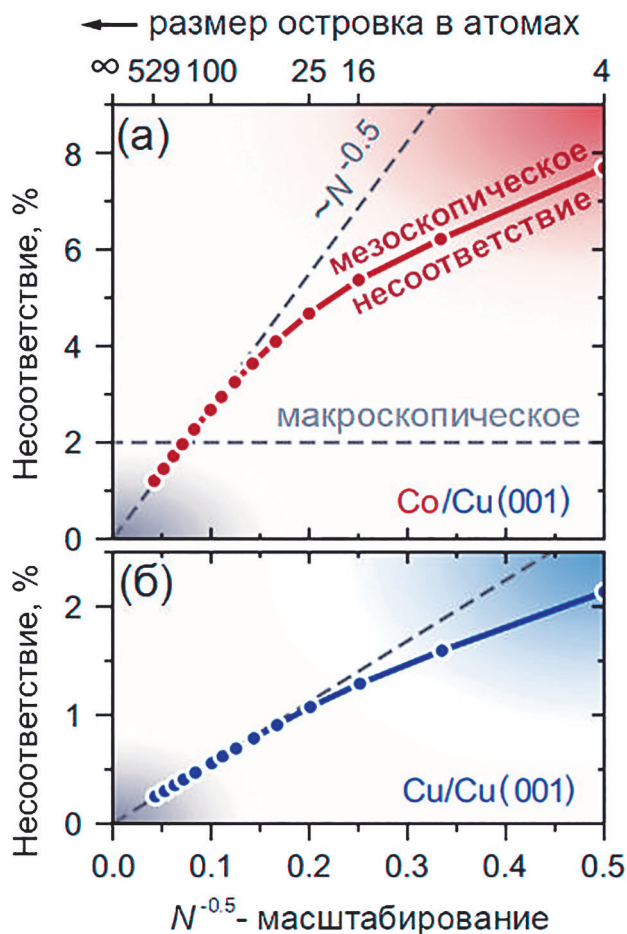 ← размер островка в атомах
∞ 529 100 25 16 4
(а)
~N^-0.5
мезоскопическое
несоответствие
макроскопическое
Co/Cu(001)
Несоответствие, %
8
6
4
2
0
(б)
Cu/Cu(001)
Несоответствие, %
2
1
0
0.0 0.1 0.2 0.3 0.4 0.5
N^-0.5- масштабирование